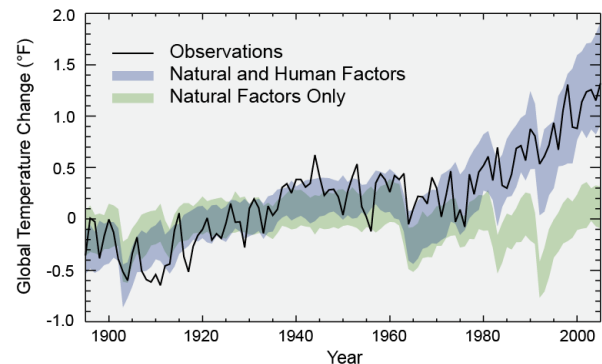 Global Temperature Change (°F)
2.0
1.5
1.0
0.5
0
-0.5
-1.0
Observations
Natural and Human Factors
Natural Factors Only
1900
1920
1940
1960
1980
2000
Year